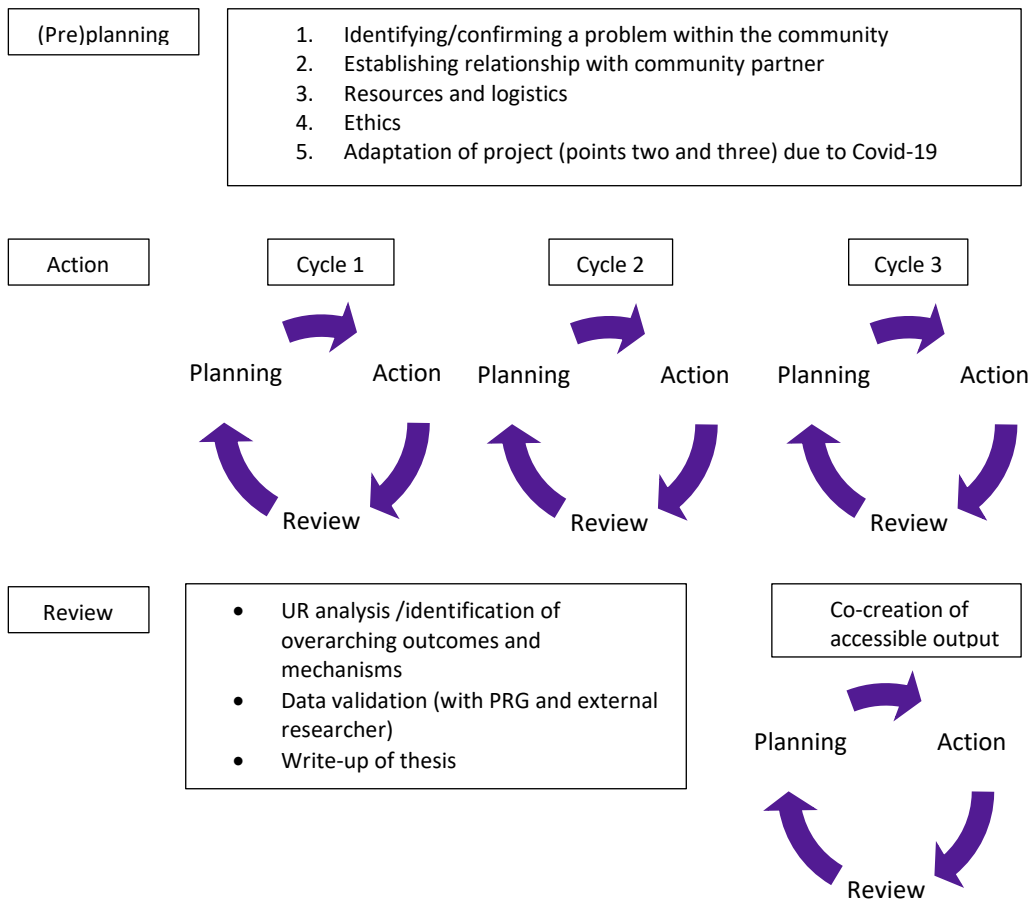 (Pre)planning
1. Identifying/confirming a problem within the community
2. Establishing relationship with community partner
3. Resources and logistics
4. Ethics
5. Adaptation of project (points two and three) due to Covid-19
Action
Cycle 1
Cycle 2
Cycle 3
Planning
Action
Review
Planning
Action
Review
Planning
Action
Review
Review
• UR analysis /identification of
overarching outcomes and
mechanisms
• Data validation (with PRG and external
researcher)
• Write-up of thesis
Co-creation of
accessible output
Planning
Action
Review